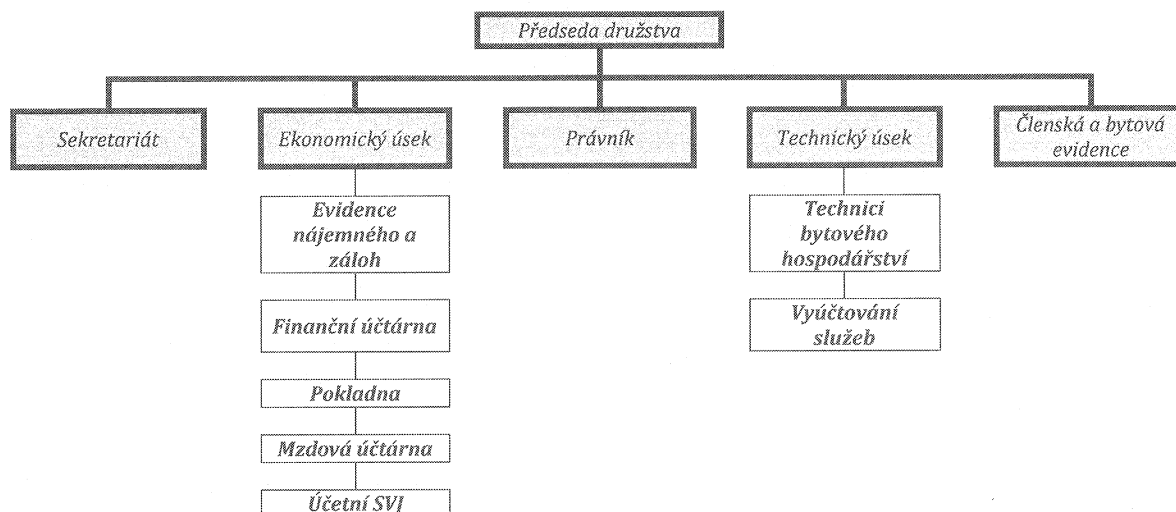 Předseda družstva
Sekretariát
Ekonomický úsek
Právník
Technický úsek
Členská a bytová
evidence
Evidence
nájemného a
záloh
Finanční účtárna
Pokladna
Mzdová účtárna
Účetní SVJ
Technici
bytového
hospodářství
Vyúčtování
služeb